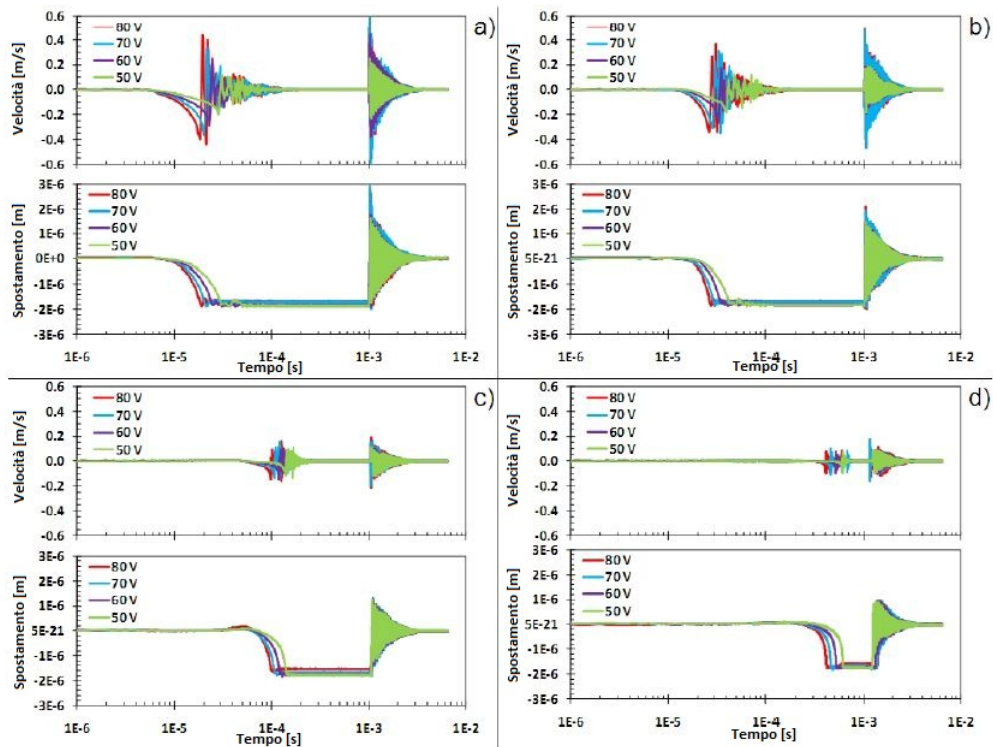 a)
Velocità [m/s]
0.6
0.4
0.2
0.0
-0.2
-0.4
-0.6
80 V
70 V
60 V
50 V
Spostamento [m]
3E-6
2E-6
1E-6
0E+0
-1E-6
-2E-6
-3E-6
80 V
70 V
60 V
50 V
1E-6 1E-5 1E-4 1E-3 1E-2
Tempo [s]
b)
Velocità [m/s]
0.6
0.4
0.2
0.0
-0.2
-0.4
-0.6
80 V
70 V
60 V
50 V
Spostamento [m]
3E-6
2E-6
1E-6
5E-21
-1E-6
-2E-6
-3E-6
80 V
70 V
60 V
50 V
1E-6 1E-5 1E-4 1E-3 1E-2
Tempo [s]
c)
Velocità [m/s]
0.6
0.4
0.2
0.0
-0.2
-0.4
-0.6
80 V
70 V
60 V
50 V
Spostamento [m]
3E-6
2E-6
1E-6
5E-21
-1E-6
-2E-6
-3E-6
80 V
70 V
60 V
50 V
1E-6 1E-5 1E-4 1E-3 1E-2
Tempo [s]
d)
Velocità [m/s]
0.6
0.4
0.2
0.0
-0.2
-0.4
-0.6
80 V
70 V
60 V
50 V
Spostamento [m]
3E-6
2E-6
1E-6
5E-21
-1E-6
-2E-6
-3E-6
80 V
70 V
60 V
50 V
1E-6 1E-5 1E-4 1E-3 1E-2
Tempo [s]